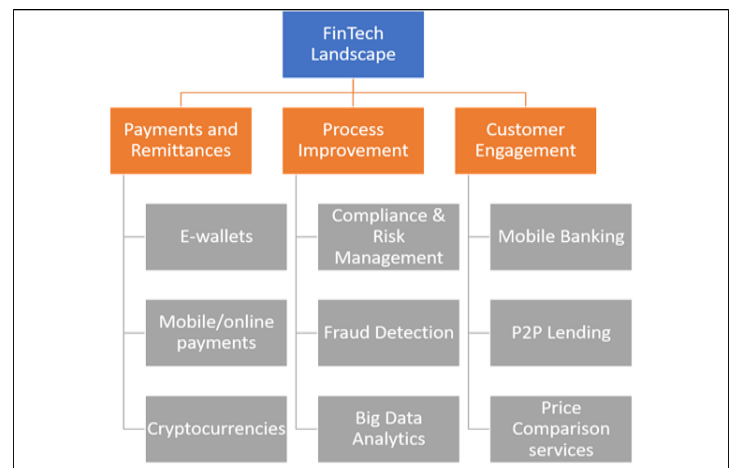 FinTech
Landscape
Payments and
Remittances
Process
Improvement
Customer
Engagement
E-wallets
Compliance &
Risk
Management
Mobile Banking
Mobile/online
payments
Fraud Detection
P2P Lending
Cryptocurrencies
Big Data
Analytics
Price
Comparison
services